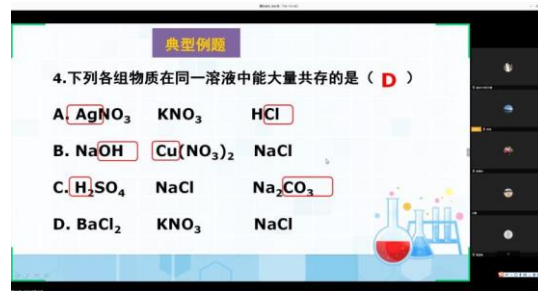 典型例题
4.下列各组物质在同一溶液中能大量共存的是（ D ）
A. AgNO₃ KNO₃ HCl
B. NaOH Cu(NO₃)₂ NaCl
C. H₂SO₄ NaCl Na₂CO₃
D. BaCl₂ KNO₃ NaCl